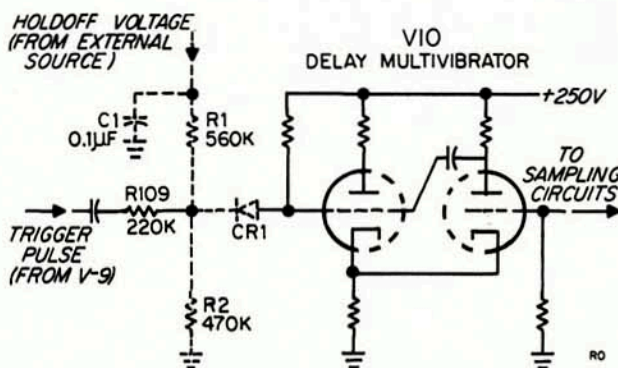 HOLDOFF VOLTAGE
(FROM EXTERNAL
SOURCE)
V10
DELAY MULTIVIBRATOR
+250V
C1
0.1µF
R1
560K
TO
SAMPLING
CIRCUITS
R109
220K
CR1
TRIGGER
PULSE
(FROM V-9)
R2
470K
RO